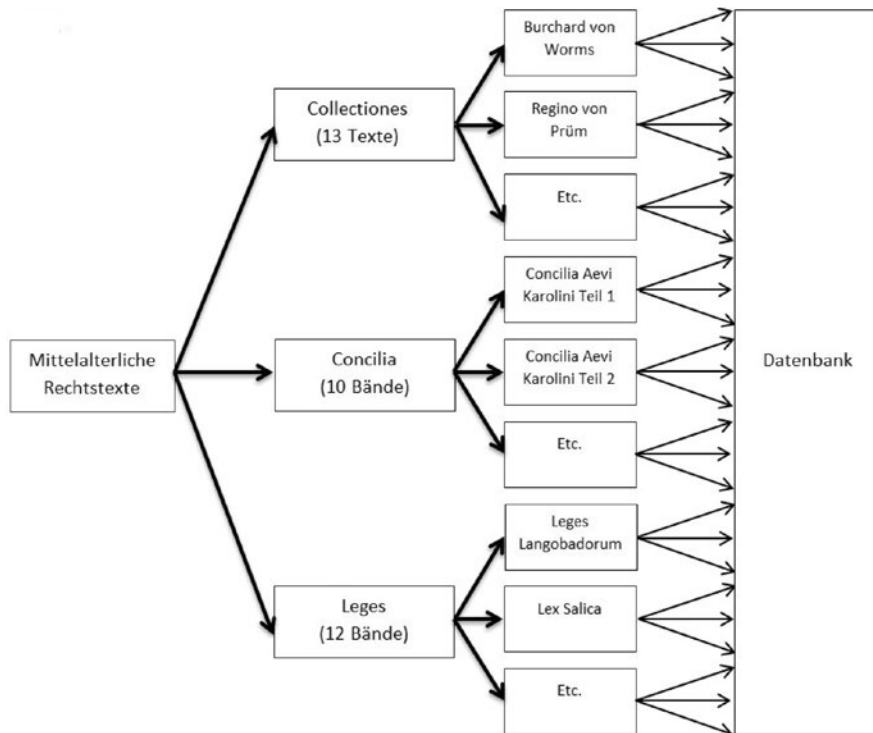 Mittelalterliche
Rechtstexte
Collectiones
(13 Texte)
Concilia
(10 Bände)
Leges
(12 Bände)
Burchard von
Worms
Regino von
Prüm
Etc.
Concilia Aevi
Karolini Teil 1
Concilia Aevi
Karolini Teil 2
Etc.
Leges
Langobadorum
Lex Salica
Etc.
Datenbank